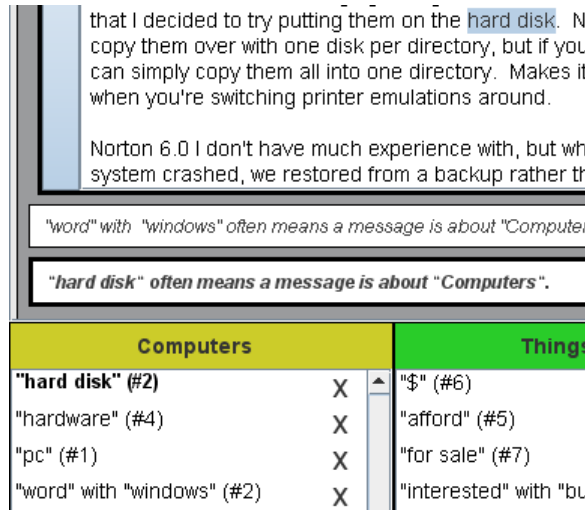 that I decided to try putting them on the hard disk. N
copy them over with one disk per directory, but if you
can simply copy them all into one directory. Makes it
when you're switching printer emulations around.
Norton 6.0 I don't have much experience with, but wh
system crashed, we restored from a backup rather th
"word" with "windows" often means a message is about "Computer
"hard disk" often means a message is about "Computers".
Computers
Things
"hard disk" (#2) X
"$" (#6)
"hardware" (#4) X
"afford" (#5)
"pc" (#1) X
"for sale" (#7)
"word" with "windows" (#2) X
"interested" with "bu